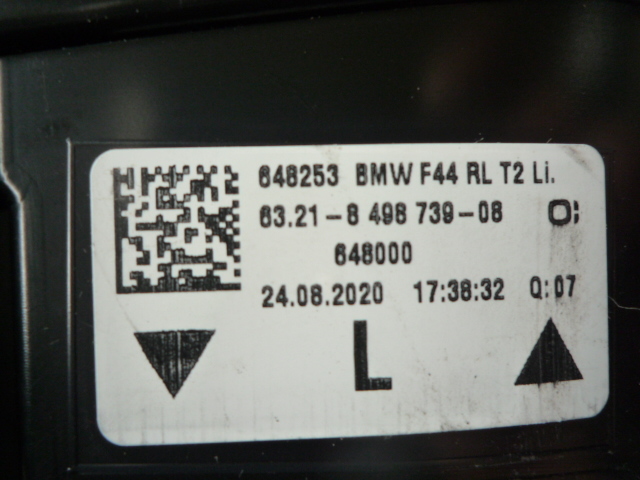 648253 BMW F44 RL T2 Li.
63.21-8 498 739-08 O;
648000
24.08.2020 17:38:32 Q:07
L